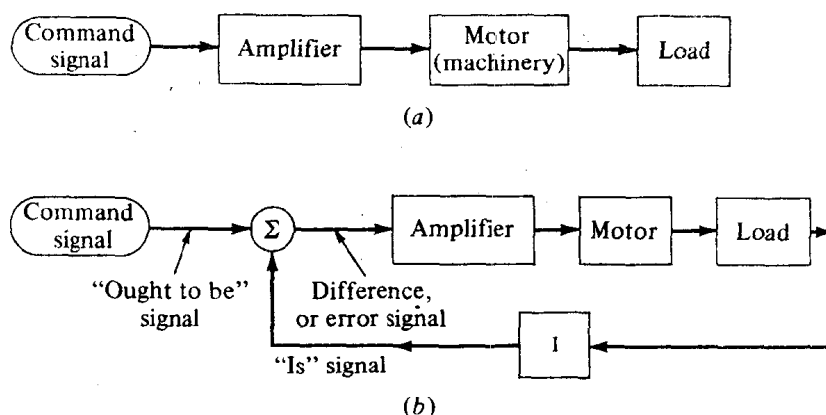 Command
signal
Amplifier
Motor
(machinery)
Load
(a)
Command
signal
Σ
Amplifier
Motor
Load
"Ought to be"
signal
Difference,
or error signal
I
"Is" signal
(b)